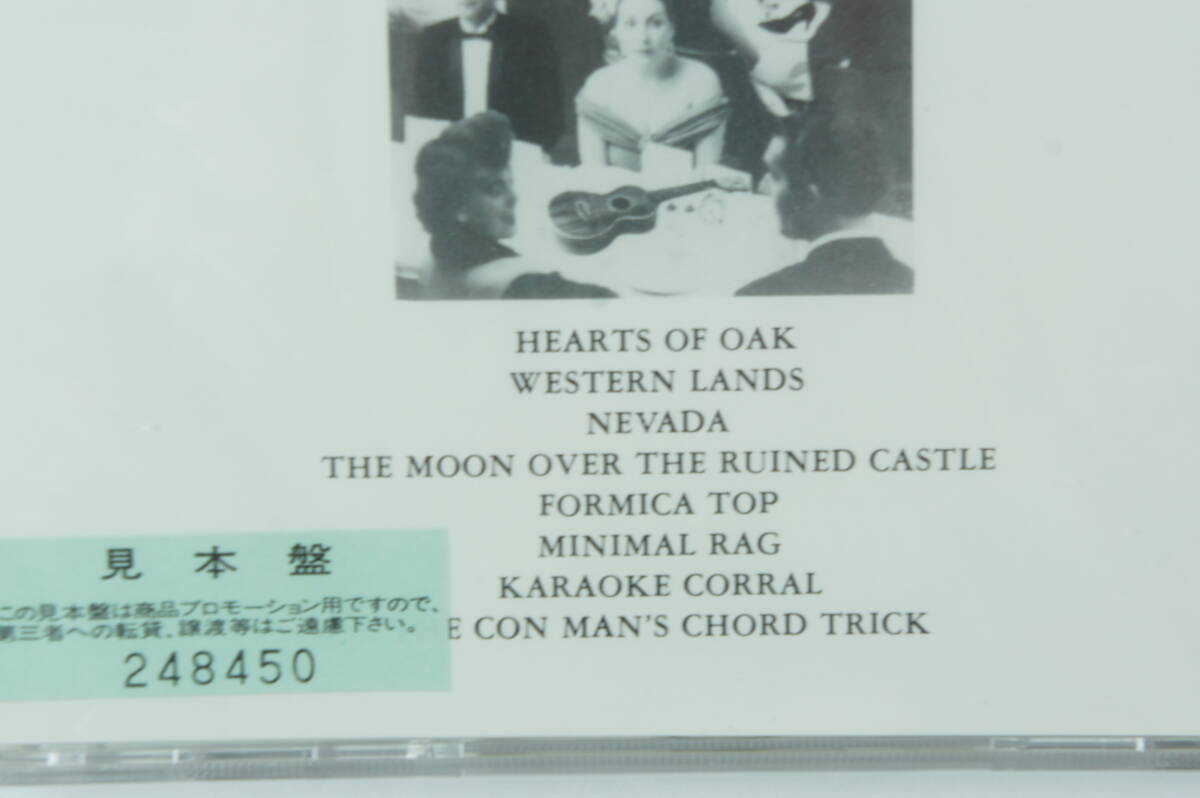 HEARTS OF OAK
WESTERN LANDS
NEVADA
THE MOON OVER THE RUINED CASTLE
FORMICA TOP
MINIMAL RAG
KARAOKE CORRAL
E CON MAN'S CHORD TRICK
見本盤
この見本盤は商品プロモーション用ですので、
第三者への転貸、譲渡等はご遠慮下さい。
248450